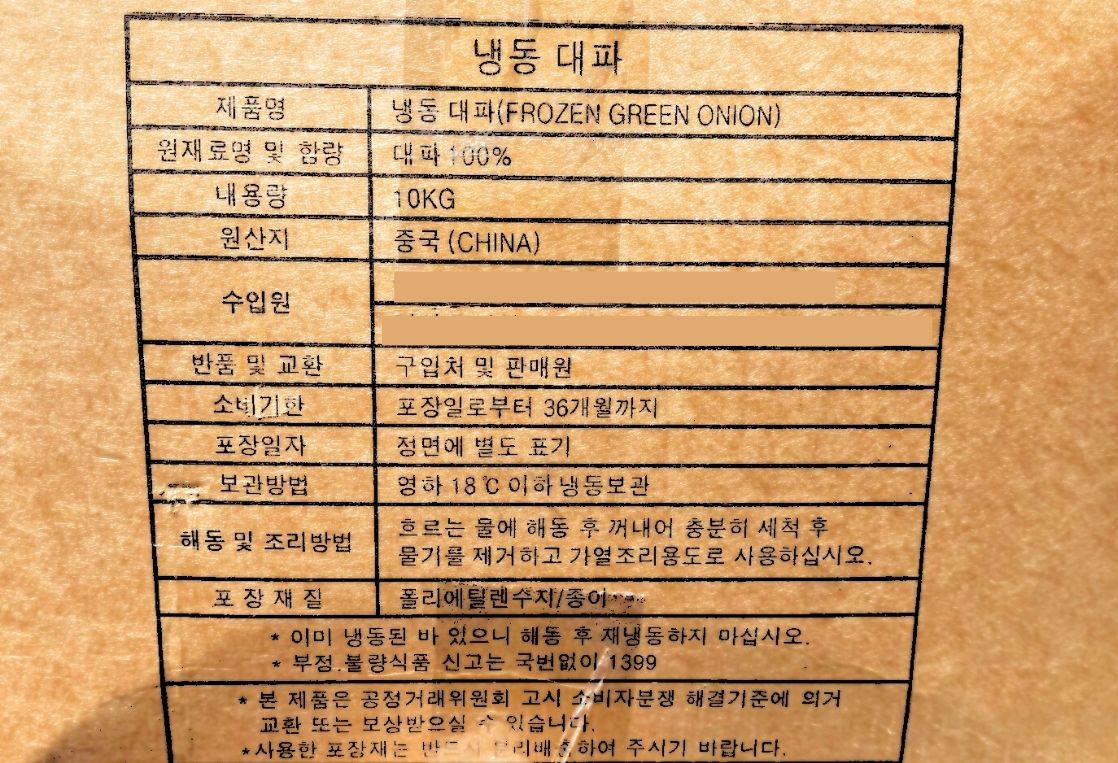 냉동 대파
제품명 냉동 대파(FROZEN GREEN ONION)
원재료명 및 함량 대파 100%
내용량 10KG
원산지 중국 (CHINA)
수입원
반품 및 교환 구입처 및 판매원
소비기한 포장일로부터 36개월까지
포장일자 정면에 별도 표기
보관방법 영하 18℃ 이하 냉동보관
해동 및 조리방법 흐르는 물에 해동 후 꺼내어 충분히 세척 후
물기를 제거하고 가열조리용도로 사용하십시오.
포 장 재 질 폴리에틸렌수지/종이
* 이미 냉동된 바 있으니 해동 후 재냉동하지 마십시오.
* 부정.불량식품 신고는 국번없이 1399
* 본 제품은 공정거래위원회 고시 소비자분쟁 해결기준에 의거
교환 또는 보상받으실 수 있습니다.
*사용한 포장재는 반드시 분리배출하여 주시기 바랍니다.